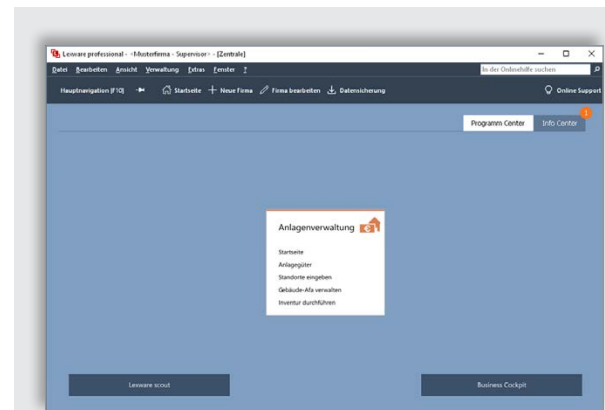 Lexware professional - <Musterfirma - Supervisor> - [Zentrale]
Datei Bearbeiten Ansicht Verwaltung Extras Fenster ?
In der Onlinehilfe suchen
Hauptnavigation [F10] Startseite Neue Firma Firma bearbeiten Datensicherung Online Support
Programm Center Info Center 1
Anlagenverwaltung
Startseite
Anlagegüter
Standorte eingeben
Gebäude-Afa verwalten
Inventur durchführen
Lexware scout Business Cockpit